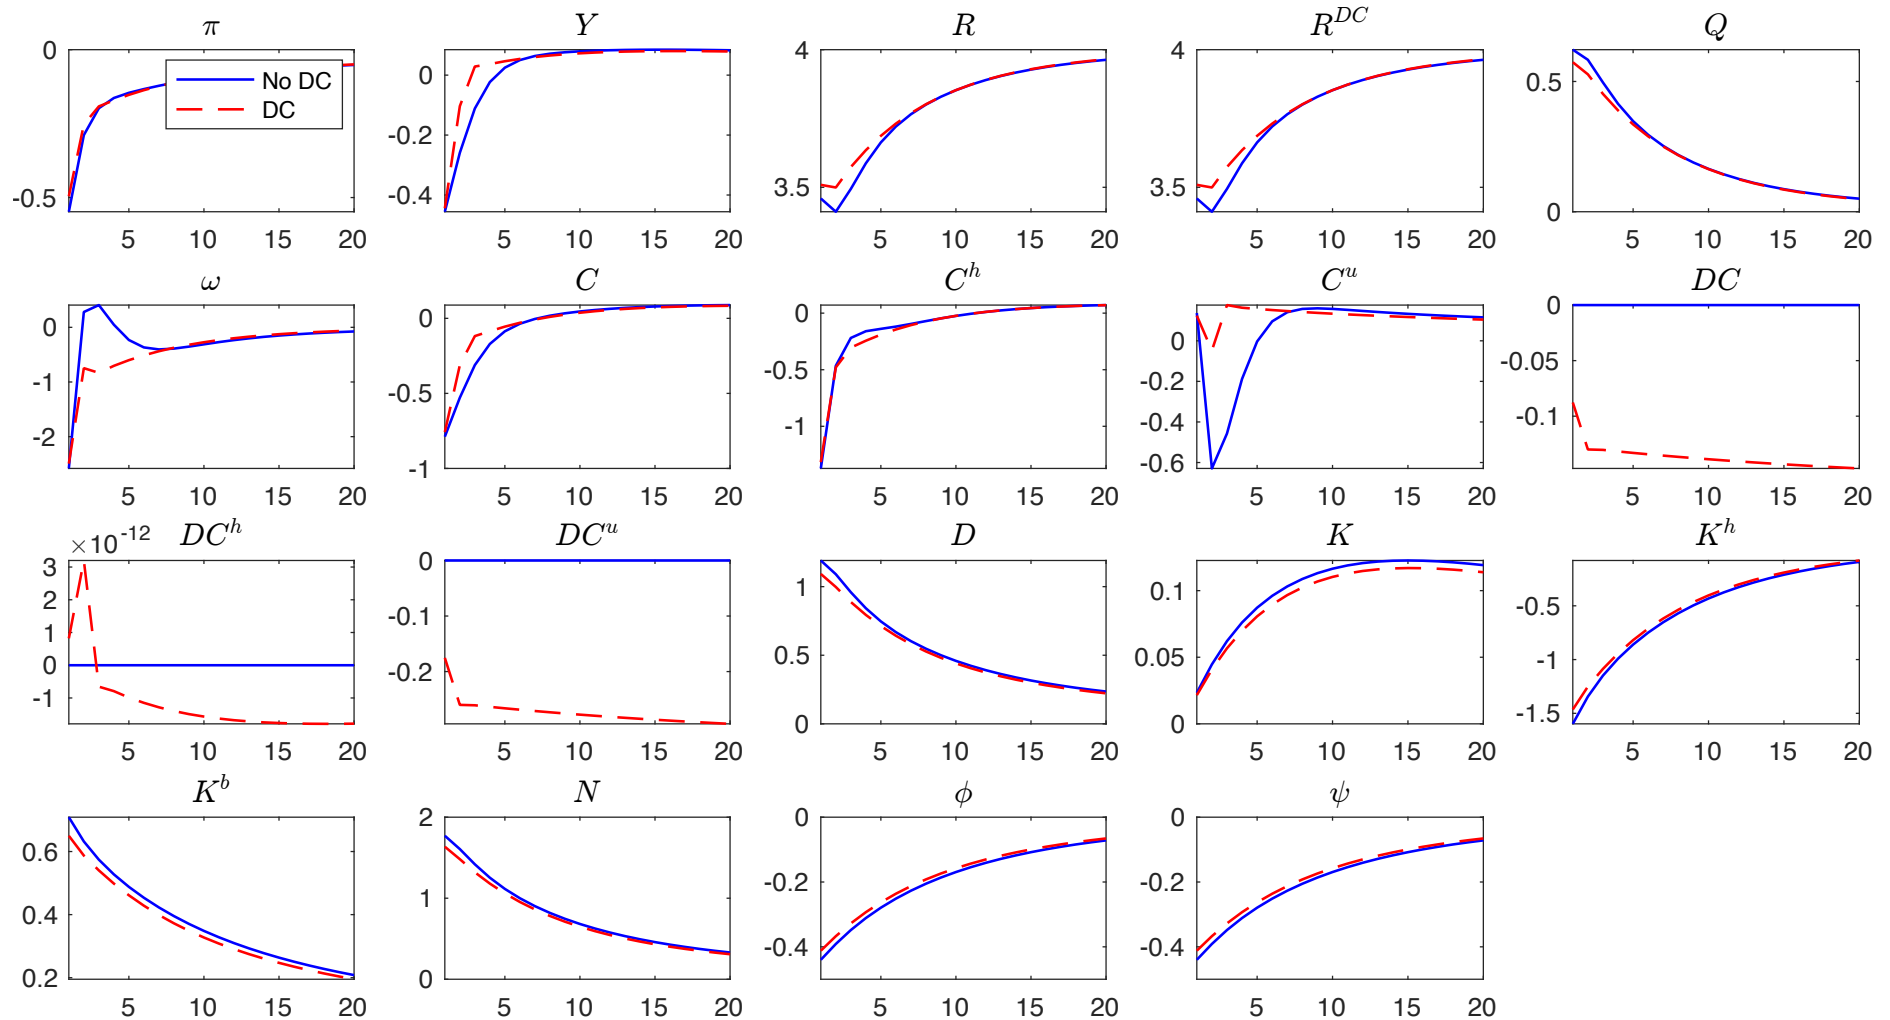 π Y R R^{DC} Q
0 No DC DC -0.5 5 10 15 20
0 -0.2 -0.4 5 10 15 20
4 3.5 5 10 15 20
4 3.5 5 10 15 20
0.5 0 5 10 15 20
ω C C^h C^u DC
0 -1 -2 5 10 15 20
0 -0.5 -1 5 10 15 20
0 -0.5 -1 5 10 15 20
0 -0.2 -0.4 -0.6 5 10 15 20
0 -0.05 -0.1 5 10 15 20
DC^h DC^u D K K^h
×10^{-12} 3 2 1 0 -1 5 10 15 20
0 -0.1 -0.2 5 10 15 20
1 0.5 0 5 10 15 20
0.1 0.05 0 5 10 15 20
-0.5 -1 -1.5 5 10 15 20
K^b N ϕ ψ
0.6 0.4 0.2 5 10 15 20
2 1 0 5 10 15 20
0 -0.2 -0.4 5 10 15 20
0 -0.2 -0.4 5 10 15 20